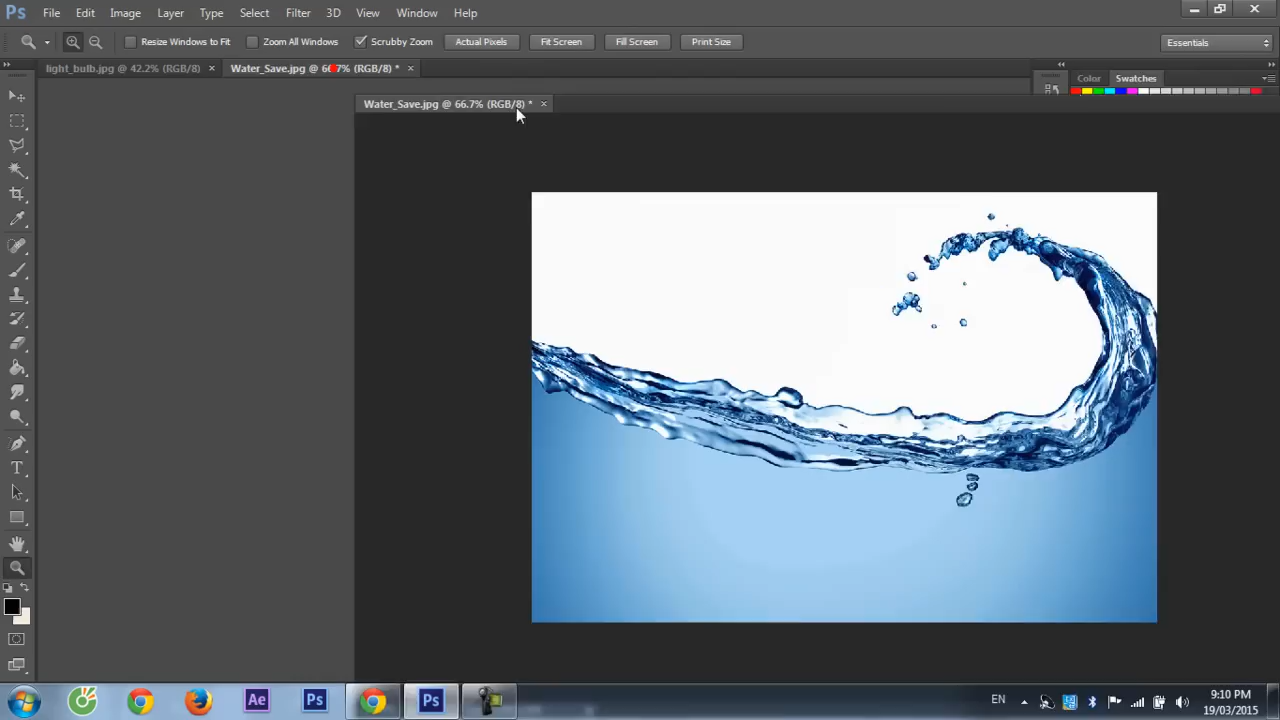 Ps File Edit Image Layer Type Select Filter 3D View Window Help
Resize Windows to Fit Zoom All Windows Scrubby Zoom Actual Pixels Fit Screen Fill Screen Print Size Essentials
light_bulb.jpg @ 42.2% (RGB/8) × Water_Save.jpg @ 66.7% (RGB/8) * ×
Color Swatches
Water_Save.jpg @ 66.7% (RGB/8) * ×
T
Ae Ps Ps EN 9:10 PM
19/03/2015